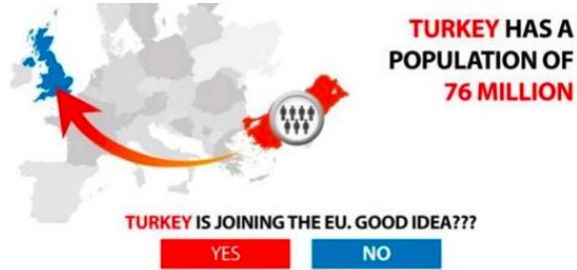 TURKEY HAS A
POPULATION OF
76 MILLION
TURKEY IS JOINING THE EU. GOOD IDEA???
YES
NO